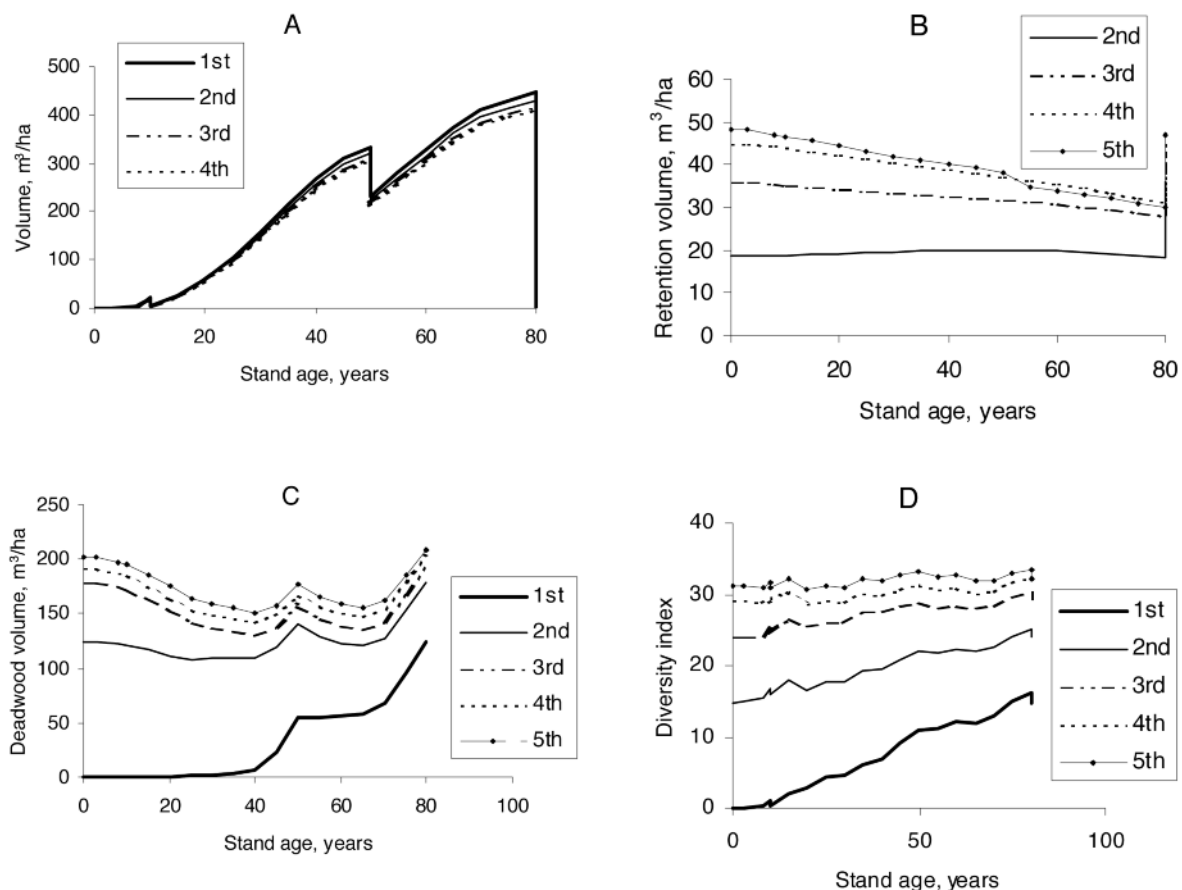 A
1st
2nd
3rd
4th
500
400
300
200
100
0
Volume, m³/ha
0 20 40 60 80
Stand age, years
B
2nd
3rd
4th
5th
60
50
40
30
20
10
0
Retention volume, m³/ha
0 20 40 60 80
Stand age, years
C
250
200
150
100
50
0
Deadwood volume, m³/ha
1st
2nd
3rd
4th
5th
0 20 40 60 80 100
Stand age, years
D
40
30
20
10
0
Diversity index
1st
2nd
3rd
4th
5th
0 50 100
Stand age, years